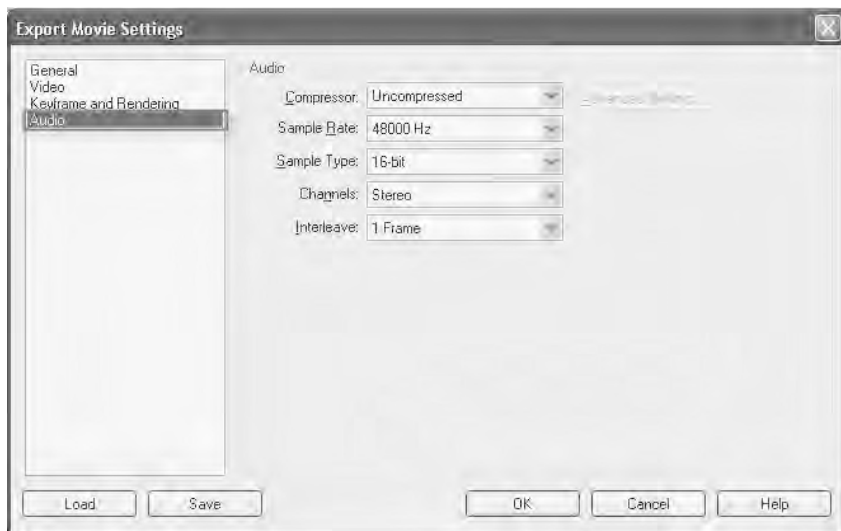 Export Movie Settings
General
Video
Keyframe and Rendering
Audio
Audio
Compressor: Uncompressed
Sample Rate: 48000 Hz
Sample Type: 16-bit
Channels: Stereo
Interleave: 1 Frame
Load
Save
OK
Cancel
Help